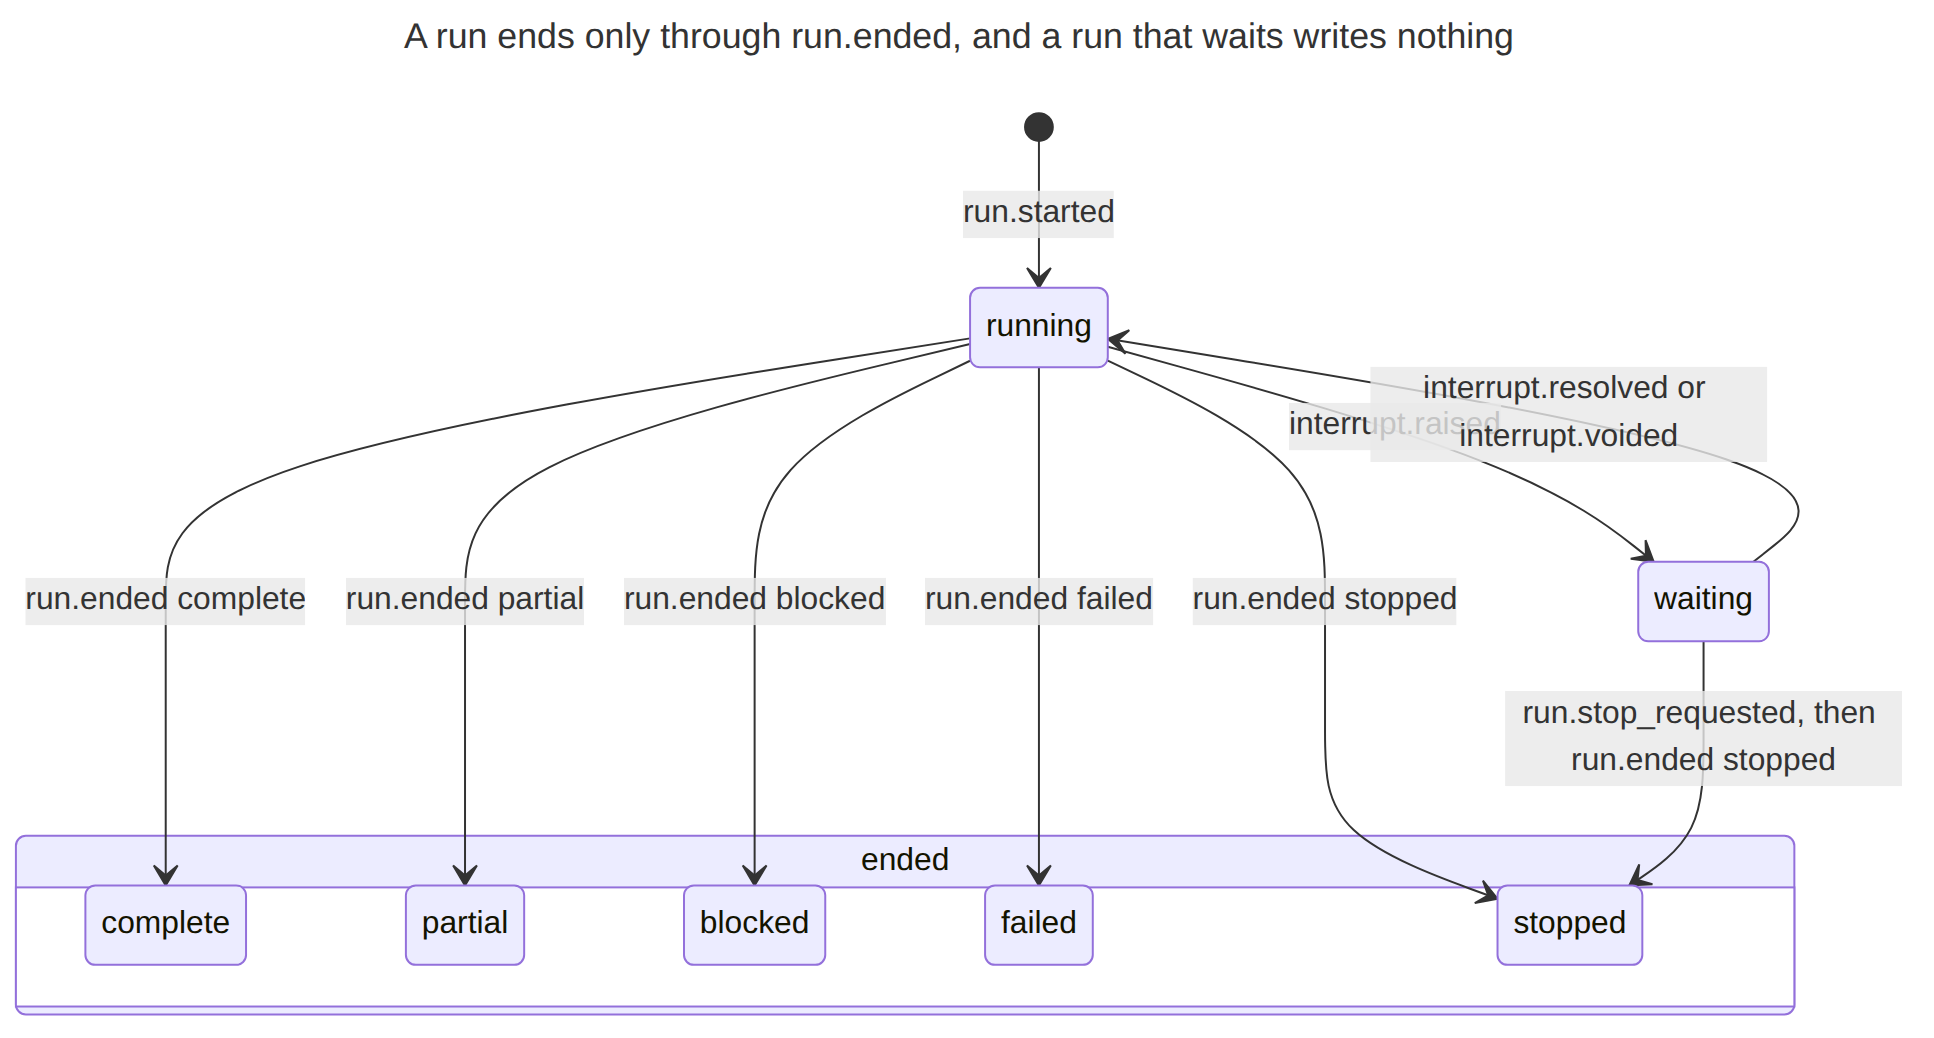 A run ends only through run.ended, and a run that waits writes nothing
run.started
running
interrupt.resolved or
interrupt.voided
interrupt.raised
run.ended complete
run.ended partial
run.ended blocked
run.ended failed
run.ended stopped
waiting
run.stop_requested, then
run.ended stopped
ended
complete
partial
blocked
failed
stopped